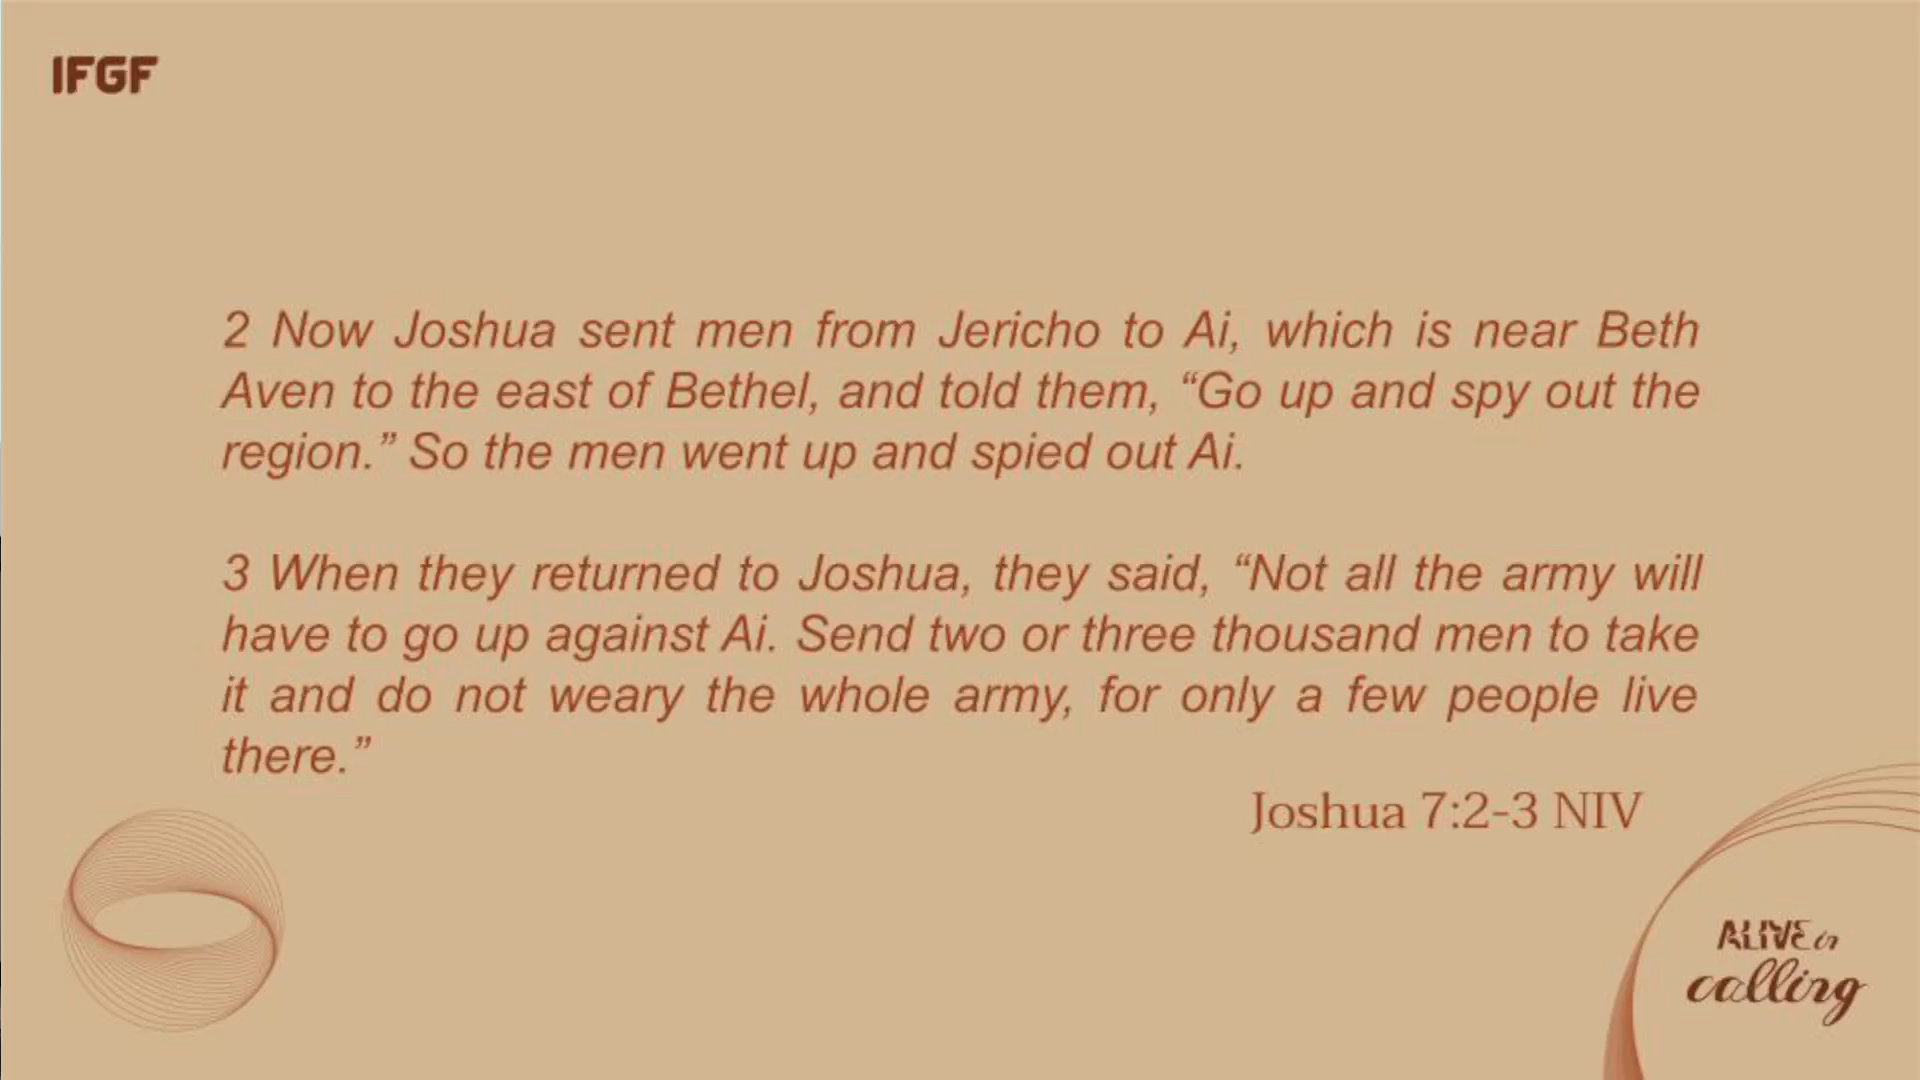 IFGF
2 Now Joshua sent men from Jericho to Ai, which is near Beth
Aven to the east of Bethel, and told them, “Go up and spy out the
region.” So the men went up and spied out Ai.
3 When they returned to Joshua, they said, “Not all the army will
have to go up against Ai. Send two or three thousand men to take
it and do not weary the whole army, for only a few people live
there.”
Joshua 7:2-3 NIV
ALIVE in
calling